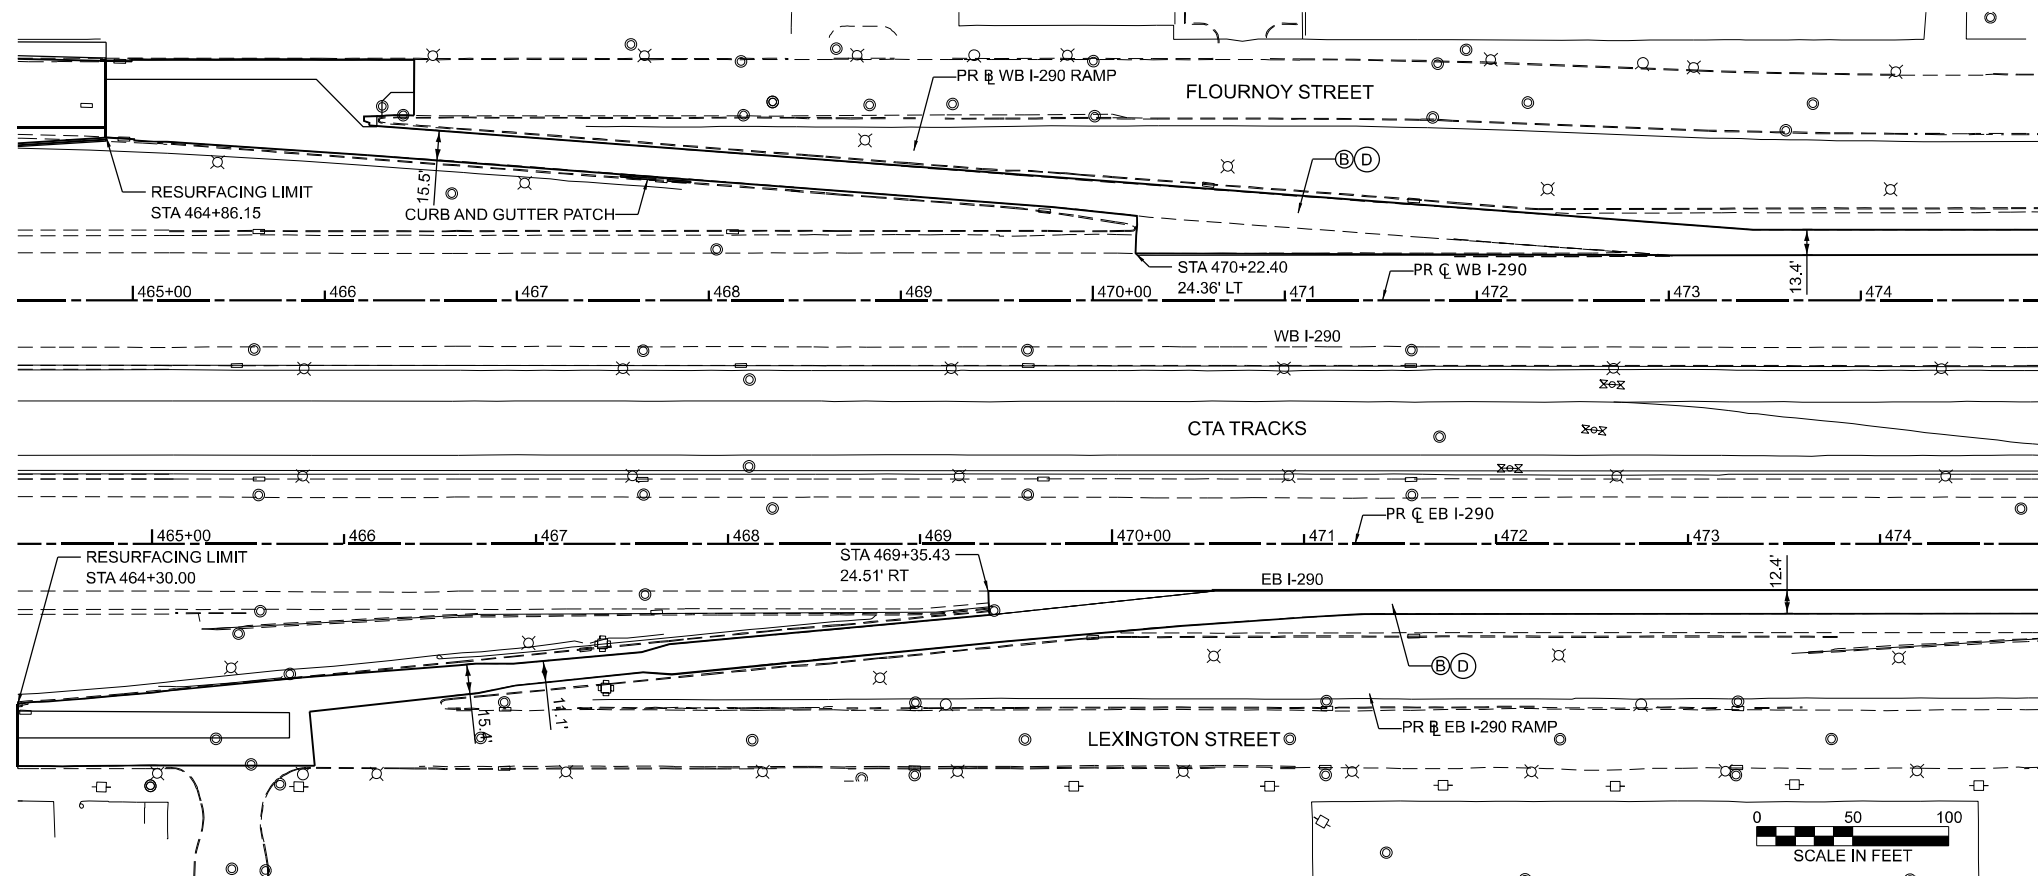 PR ⅊ WB I-290 RAMP
FLOURNOY STREET
B D
RESURFACING LIMIT
STA 464+86.15
15.5'
CURB AND GUTTER PATCH
STA 470+22.40
24.36' LT
PR ℄ WB I-290
13.4'
465+00 466 467 468 469 470+00 471 472 473 474
WB I-290
CTA TRACKS
PR ℄ EB I-290
465+00 466 467 468 469 470+00 471 472 473 474
RESURFACING LIMIT
STA 464+30.00
STA 469+35.43
24.51' RT
EB I-290
12.4'
B D
15.4'
11.1'
PR ⅊ EB I-290 RAMP
LEXINGTON STREET
0 50 100
SCALE IN FEET